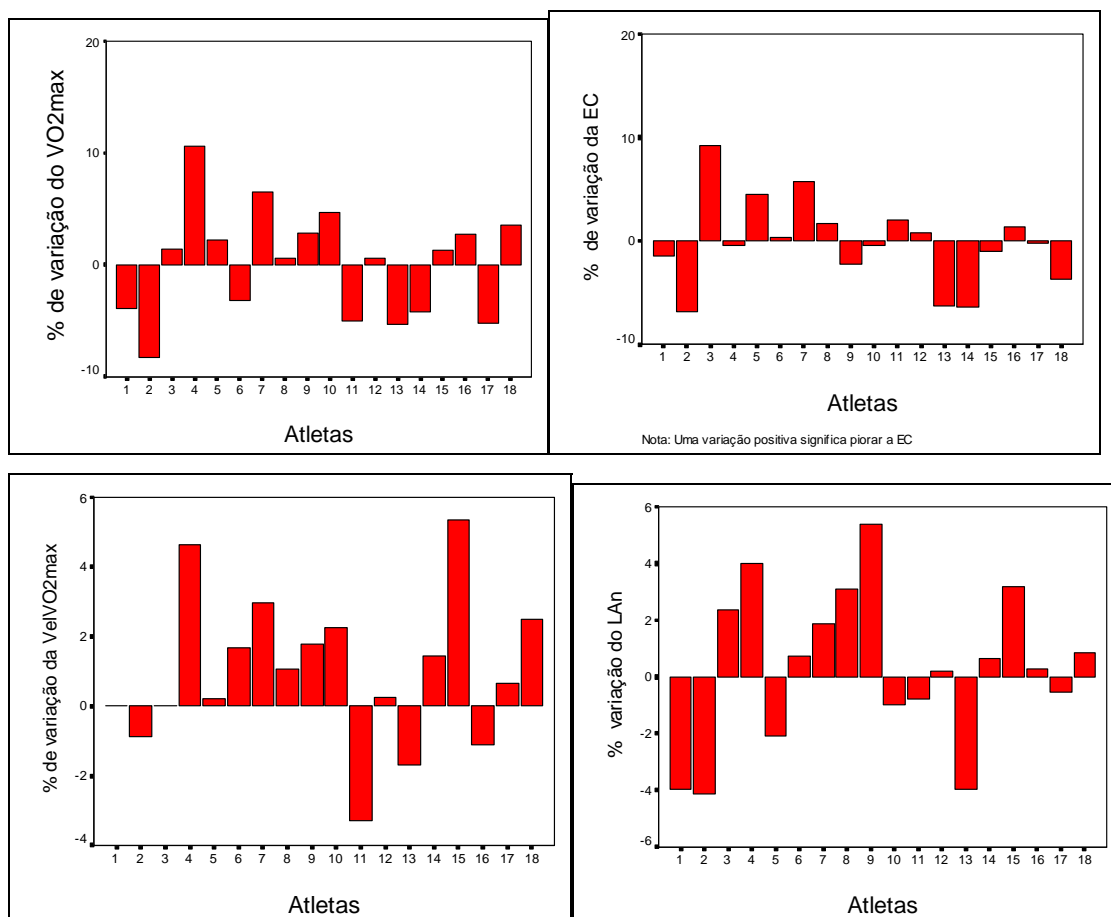 % de variação do VO2max
20
10
0
-10
1 2 3 4 5 6 7 8 9 10 11 12 13 14 15 16 17 18
Atletas
% de variação da EC
20
10
0
-10
1 2 3 4 5 6 7 8 9 10 11 12 13 14 15 16 17 18
Atletas
Nota: Uma variação positiva significa piorar a EC
% de variação da VelVO2max
6
4
2
0
-2
-4
1 2 3 4 5 6 7 8 9 10 11 12 13 14 15 16 17 18
Atletas
% variação do LAn
6
4
2
0
-2
-4
-6
1 2 3 4 5 6 7 8 9 10 11 12 13 14 15 16 17 18
Atletas